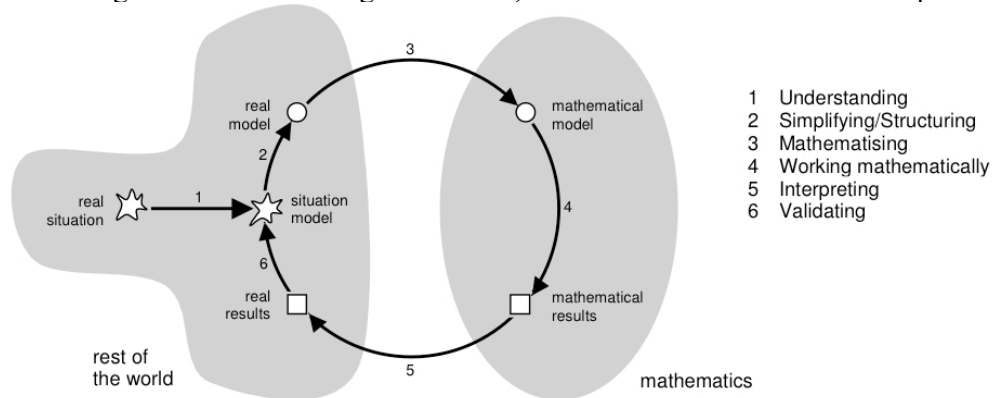 3
real
model
mathematical
model
1 Understanding
2 Simplifying/Structuring
3 Mathematising
4 Working mathematically
5 Interpreting
6 Validating
2
real
situation
1
situation
model
4
6
real
results
mathematical
results
5
rest of
the world
mathematics